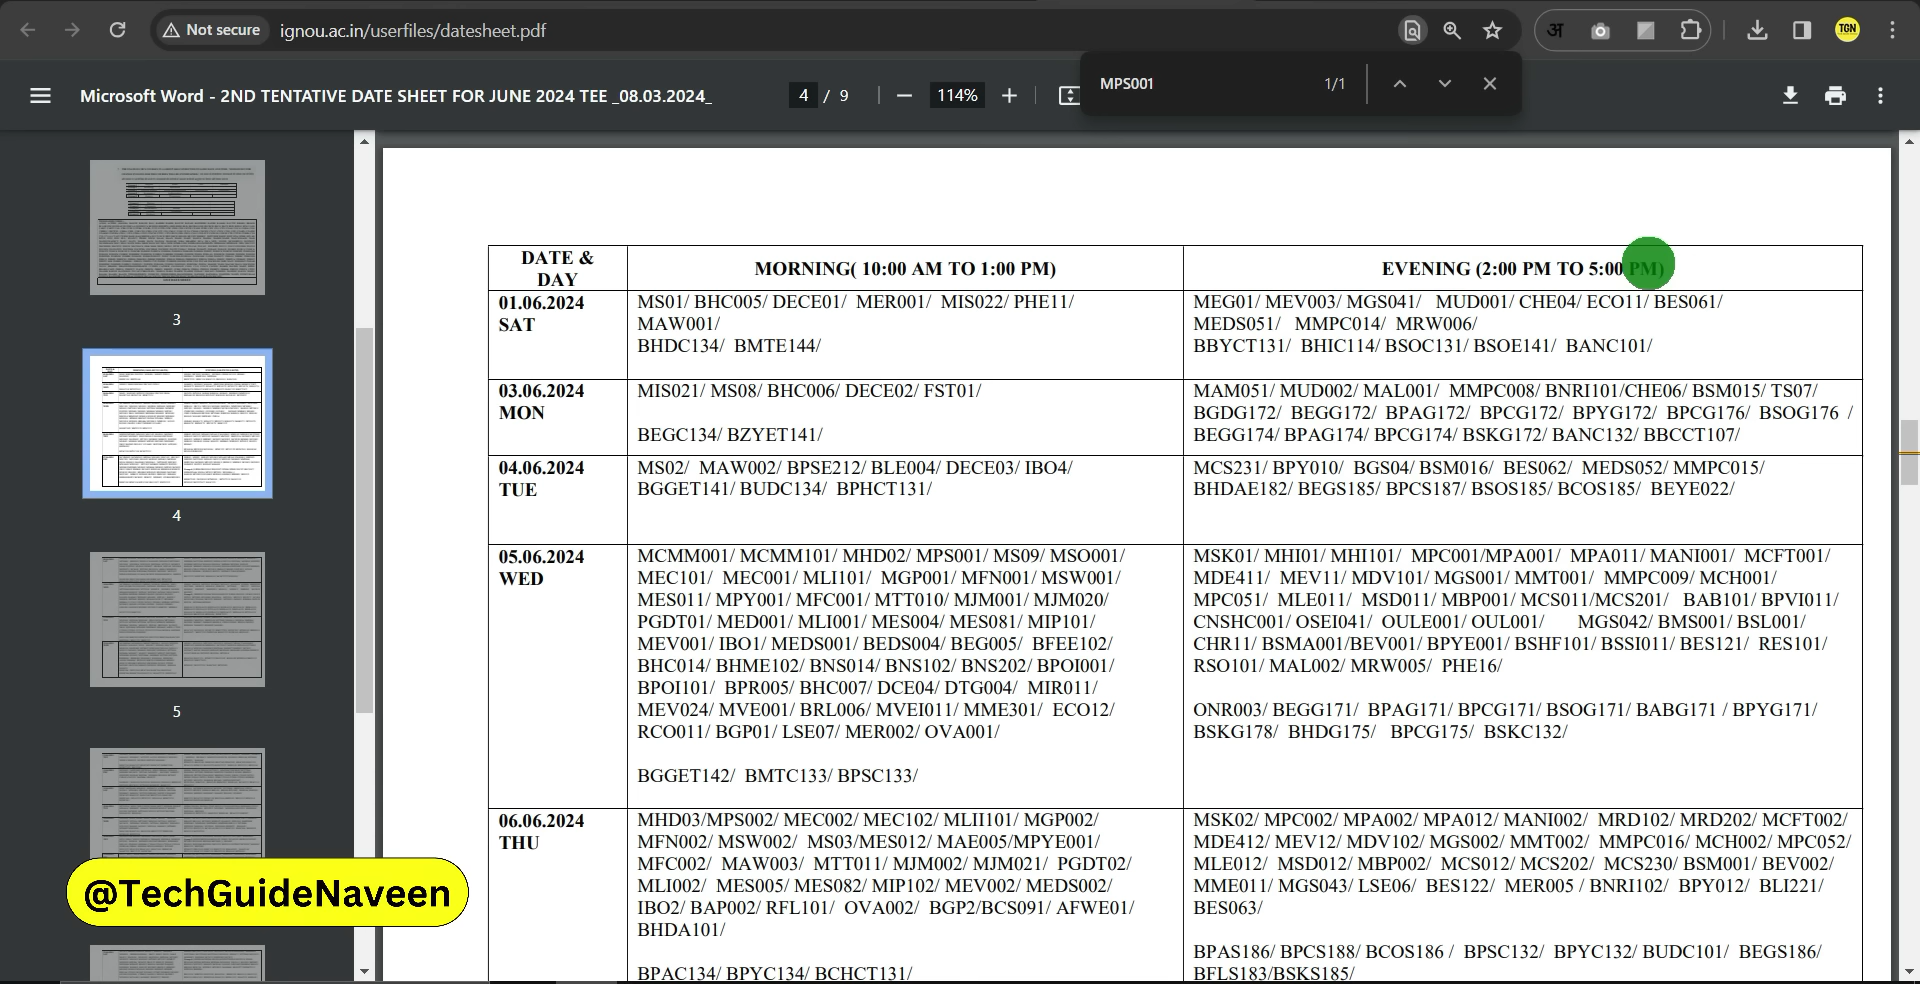 Not secure
ignou.ac.in/userfiles/datesheet.pdf
अ
TGN
Microsoft Word - 2ND TENTATIVE DATE SHEET FOR JUNE 2024 TEE _08.03.2024_
4 / 9
114%
MPS001
1/1
3
4
5
DATE &
DAY
MORNING( 10:00 AM TO 1:00 PM)
EVENING (2:00 PM TO 5:00 PM)
01.06.2024
SAT
MS01/ BHC005/ DECE01/ MER001/ MIS022/ PHE11/
MAW001/
BHDC134/ BMTE144/
MEG01/ MEV003/ MGS041/ MUD001/ CHE04/ ECO11/ BES061/
MEDS051/ MMPC014/ MRW006/
BBYCT131/ BHIC114/ BSOC131/ BSOE141/ BANC101/
03.06.2024
MON
MIS021/ MS08/ BHC006/ DECE02/ FST01/
BEGC134/ BZYET141/
MAM051/ MUD002/ MAL001/ MMPC008/ BNRI101/CHE06/ BSM015/ TS07/
BGDG172/ BEGG172/ BPAG172/ BPCG172/ BPYG172/ BPCG176/ BSOG176 /
BEGG174/ BPAG174/ BPCG174/ BSKG172/ BANC132/ BBCCT107/
04.06.2024
TUE
MS02/ MAW002/ BPSE212/ BLE004/ DECE03/ IBO4/
BGGET141/ BUDC134/ BPHCT131/
MCS231/ BPY010/ BGS04/ BSM016/ BES062/ MEDS052/ MMPC015/
BHDAE182/ BEGS185/ BPCS187/ BSOS185/ BCOS185/ BEYE022/
05.06.2024
WED
MCMM001/ MCMM101/ MHD02/ MPS001/ MS09/ MSO001/
MEC101/ MEC001/ MLI101/ MGP001/ MFN001/ MSW001/
MES011/ MPY001/ MFC001/ MTT010/ MJM001/ MJM020/
PGDT01/ MED001/ MLI001/ MES004/ MES081/ MIP101/
MEV001/ IBO1/ MEDS001/ BEDS004/ BEG005/ BFEE102/
BHC014/ BHME102/ BNS014/ BNS102/ BNS202/ BPOI001/
BPOI101/ BPR005/ BHC007/ DCE04/ DTG004/ MIR011/
MEV024/ MVE001/ BRL006/ MVEI011/ MME301/ ECO12/
RCO011/ BGP01/ LSE07/ MER002/ OVA001/
BGGET142/ BMTC133/ BPSC133/
MSK01/ MHI01/ MHI101/ MPC001/MPA001/ MPA011/ MANI001/ MCFT001/
MDE411/ MEV11/ MDV101/ MGS001/ MMT001/ MMPC009/ MCH001/
MPC051/ MLE011/ MSD011/ MBP001/ MCS011/MCS201/ BAB101/ BPVI011/
CNSHC001/ OSEI041/ OULE001/ OUL001/ MGS042/ BMS001/ BSL001/
CHR11/ BSMA001/BEV001/ BPYE001/ BSHF101/ BSSI011/ BES121/ RES101/
RSO101/ MAL002/ MRW005/ PHE16/
ONR003/ BEGG171/ BPAG171/ BPCG171/ BSOG171/ BABG171 / BPYG171/
BSKG178/ BHDG175/ BPCG175/ BSKC132/
06.06.2024
THU
MHD03/MPS002/ MEC002/ MEC102/ MLII101/ MGP002/
MFN002/ MSW002/ MS03/MES012/ MAE005/MPYE001/
MFC002/ MAW003/ MTT011/ MJM002/ MJM021/ PGDT02/
MLI002/ MES005/ MES082/ MIP102/ MEV002/ MEDS002/
IBO2/ BAP002/ RFL101/ OVA002/ BGP2/BCS091/ AFWE01/
BHDA101/
BPAC134/ BPYC134/ BCHCT131/
MSK02/ MPC002/ MPA002/ MPA012/ MANI002/ MRD102/ MRD202/ MCFT002/
MDE412/ MEV12/ MDV102/ MGS002/ MMT002/ MMPC016/ MCH002/ MPC052/
MLE012/ MSD012/ MBP002/ MCS012/ MCS202/ MCS230/ BSM001/ BEV002/
MME011/ MGS043/ LSE06/ BES122/ MER005 / BNRI102/ BPY012/ BLI221/
BES063/
BPAS186/ BPCS188/ BCOS186 / BPSC132/ BPYC132/ BUDC101/ BEGS186/
BFLS183/BSKS185/
@TechGuideNaveen